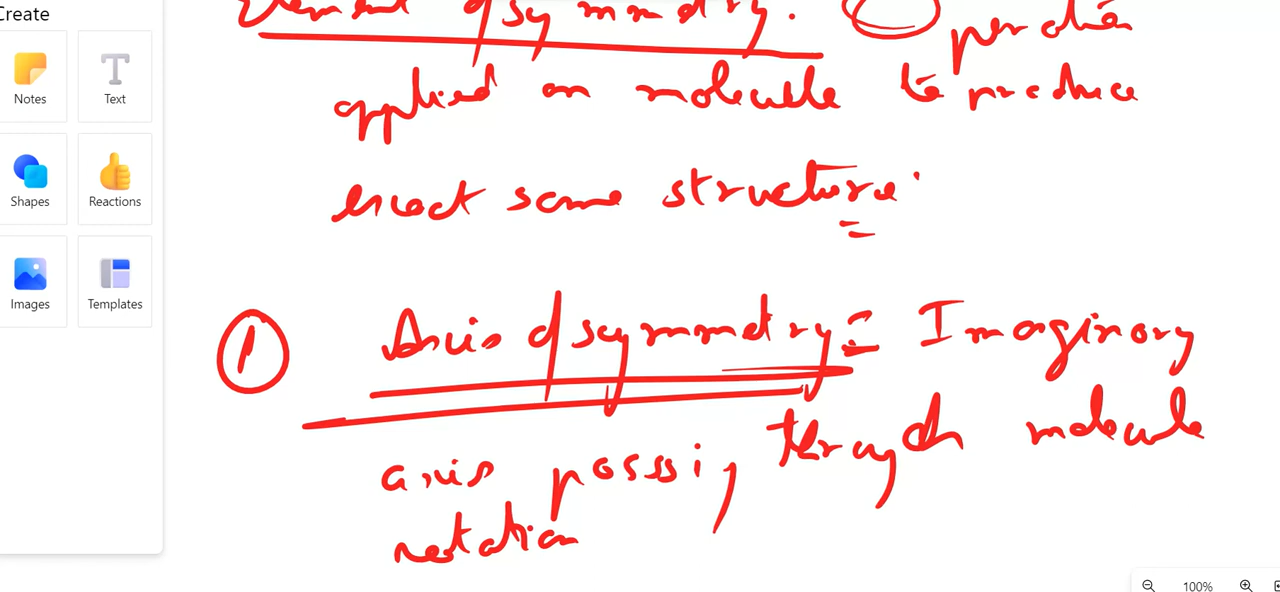 Create
Notes
Text
Shapes
Reactions
Images
Templates
Element of symmetry. Operation
applied on molecule to produce
exact same structure.
① Axis of symmetry = Imaginary
axis passing through molecule
rotation
100%